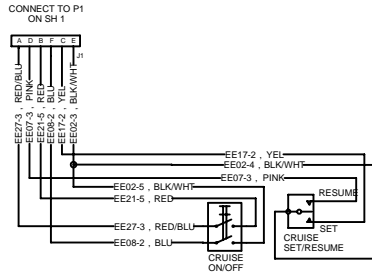 CONNECT TO P1
ON SH 1
A D B F C E
J1
EE27-3 , RED/BLU
EE07-3 , PINK
EE21-5 , RED
EE08-2 , BLU
EE17-2 , YEL
EE02-3 , BLK/WHT
EE17-2 , YEL
EE02-4 , BLK/WHT
EE07-3 , PINK
EE02-5 , BLK/WHT
EE21-5 , RED
RESUME
SET
EE27-3 , RED/BLU
CRUISE
SET/RESUME
EE08-2 , BLU
CRUISE
ON/OFF